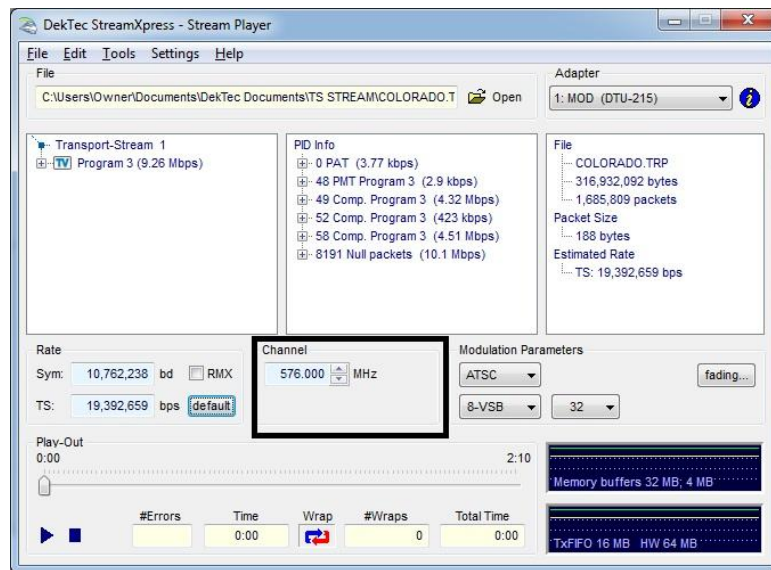 DekTec StreamXpress - Stream Player
File Edit Tools Settings Help
File
C:\Users\Owner\Documents\DekTec Documents\TS STREAM\COLORADO.T
Open
Adapter
1: MOD (DTU-215)
Transport-Stream 1
TV Program 3 (9.26 Mbps)
PID Info
0 PAT (3.77 kbps)
48 PMT Program 3 (2.9 kbps)
49 Comp. Program 3 (4.32 Mbps)
52 Comp. Program 3 (423 kbps)
58 Comp. Program 3 (4.51 Mbps)
8191 Null packets (10.1 Mbps)
File
COLORADO.TRP
316,932,092 bytes
1,685,809 packets
Packet Size
188 bytes
Estimated Rate
TS: 19,392,659 bps
Rate
Sym: 10,762,238 bd RMX
TS: 19,392,659 bps default
Channel
576.000 MHz
Modulation Parameters
ATSC
fading...
8-VSB 32
Play-Out
0:00 2:10
#Errors Time Wrap #Wraps Total Time
0:00 0 0:00
Memory buffers 32 MB; 4 MB
TxFIFO 16 MB HW 64 MB